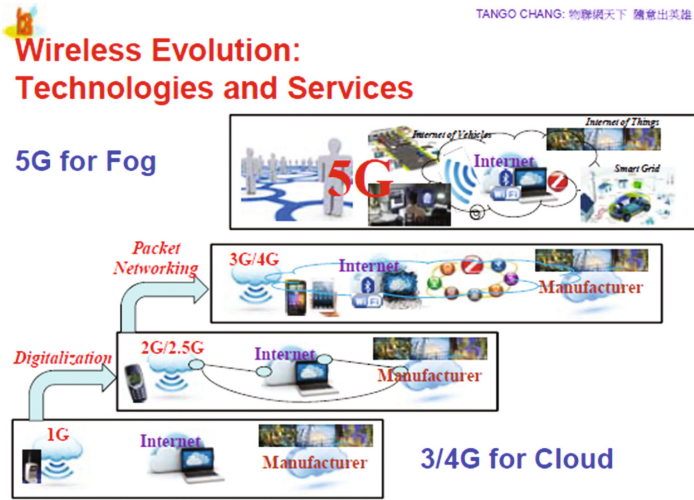 TANGO CHANG: 物聯網天下 隨意出英雄
Wireless Evolution:
Technologies and Services
5G for Fog
Internet of Things
Internet of Vehicles
5G
Internet
Smart Grid
WiFi
Packet
Networking
3G/4G
Internet
WiFi
Manufacturer
Digitalization
2G/2.5G
Internet
Manufacturer
1G
Internet
Manufacturer
3/4G for Cloud